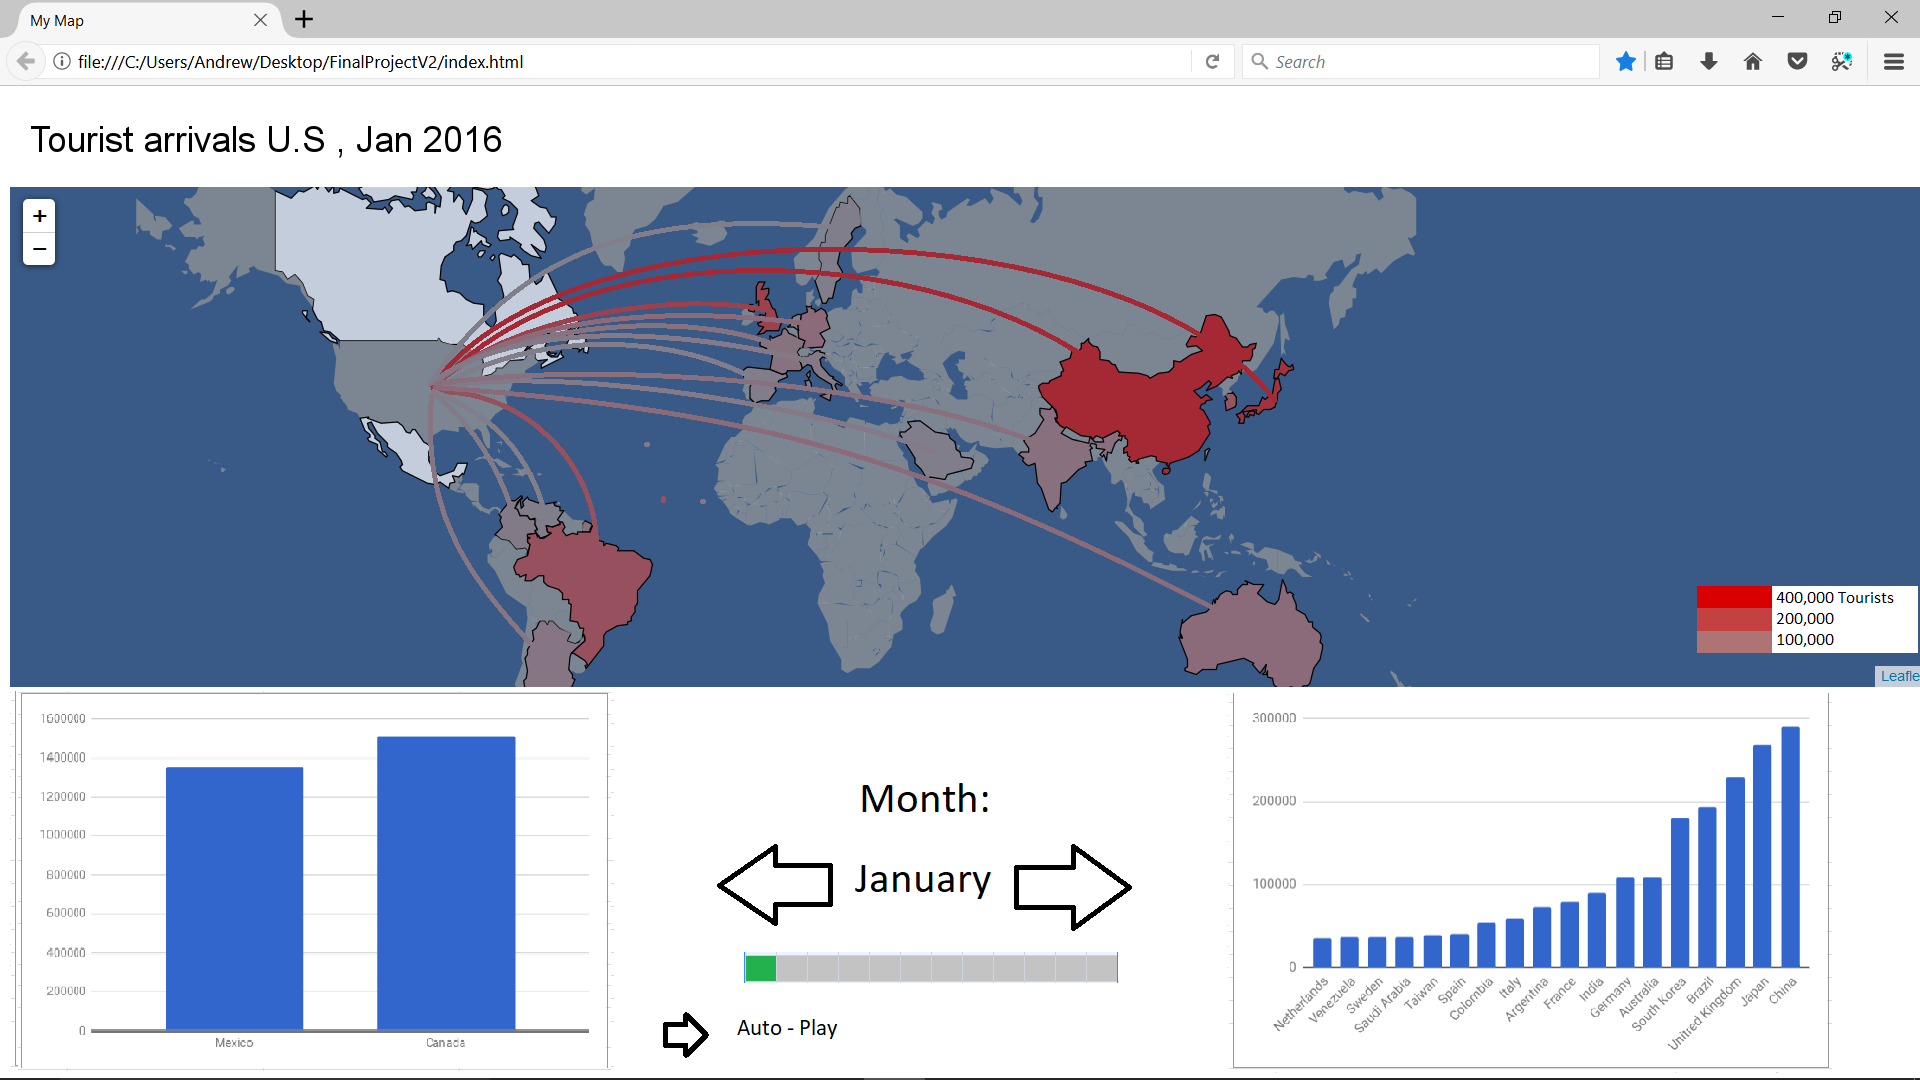 My Map
file:///C:/Users/Andrew/Desktop/FinalProjectV2/index.html
Search
Tourist arrivals U.S , Jan 2016
+
−
400,000 Tourists
200,000
100,000
Leafle
1600000
1400000
1200000
1000000
800000
600000
400000
200000
0
Mexico
Canada
Month:
January
Auto - Play
300000
200000
100000
0
Netherlands
Venezuela
Sweden
Saudi Arabia
Taiwan
Spain
Colombia
Italy
Argentina
France
India
Germany
Australia
South Korea
Brazil
Unitred Kingdom
Japan
China